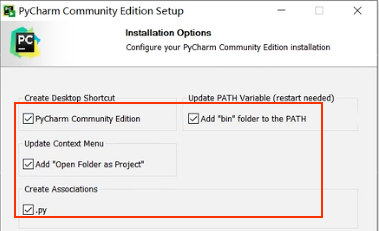 PyCharm Community Edition Setup
PC
Installation Options
Configure your PyCharm Community Edition installation
Create Desktop Shortcut
Update PATH Variable (restart needed)
PyCharm Community Edition
Add "bin" folder to the PATH
Update Context Menu
Add "Open Folder as Project"
Create Associations
.py